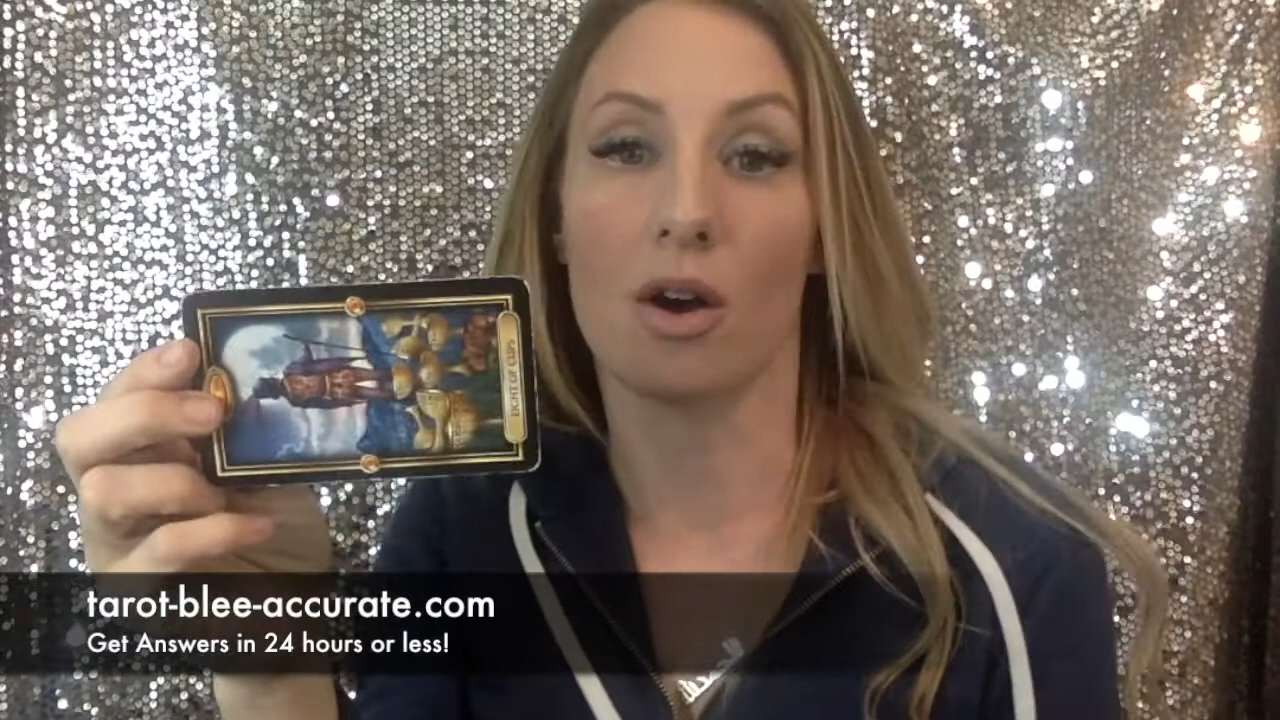 EIGHT OF CUPS
tarot-blee-accurate.com
Get Answers in 24 hours or less!